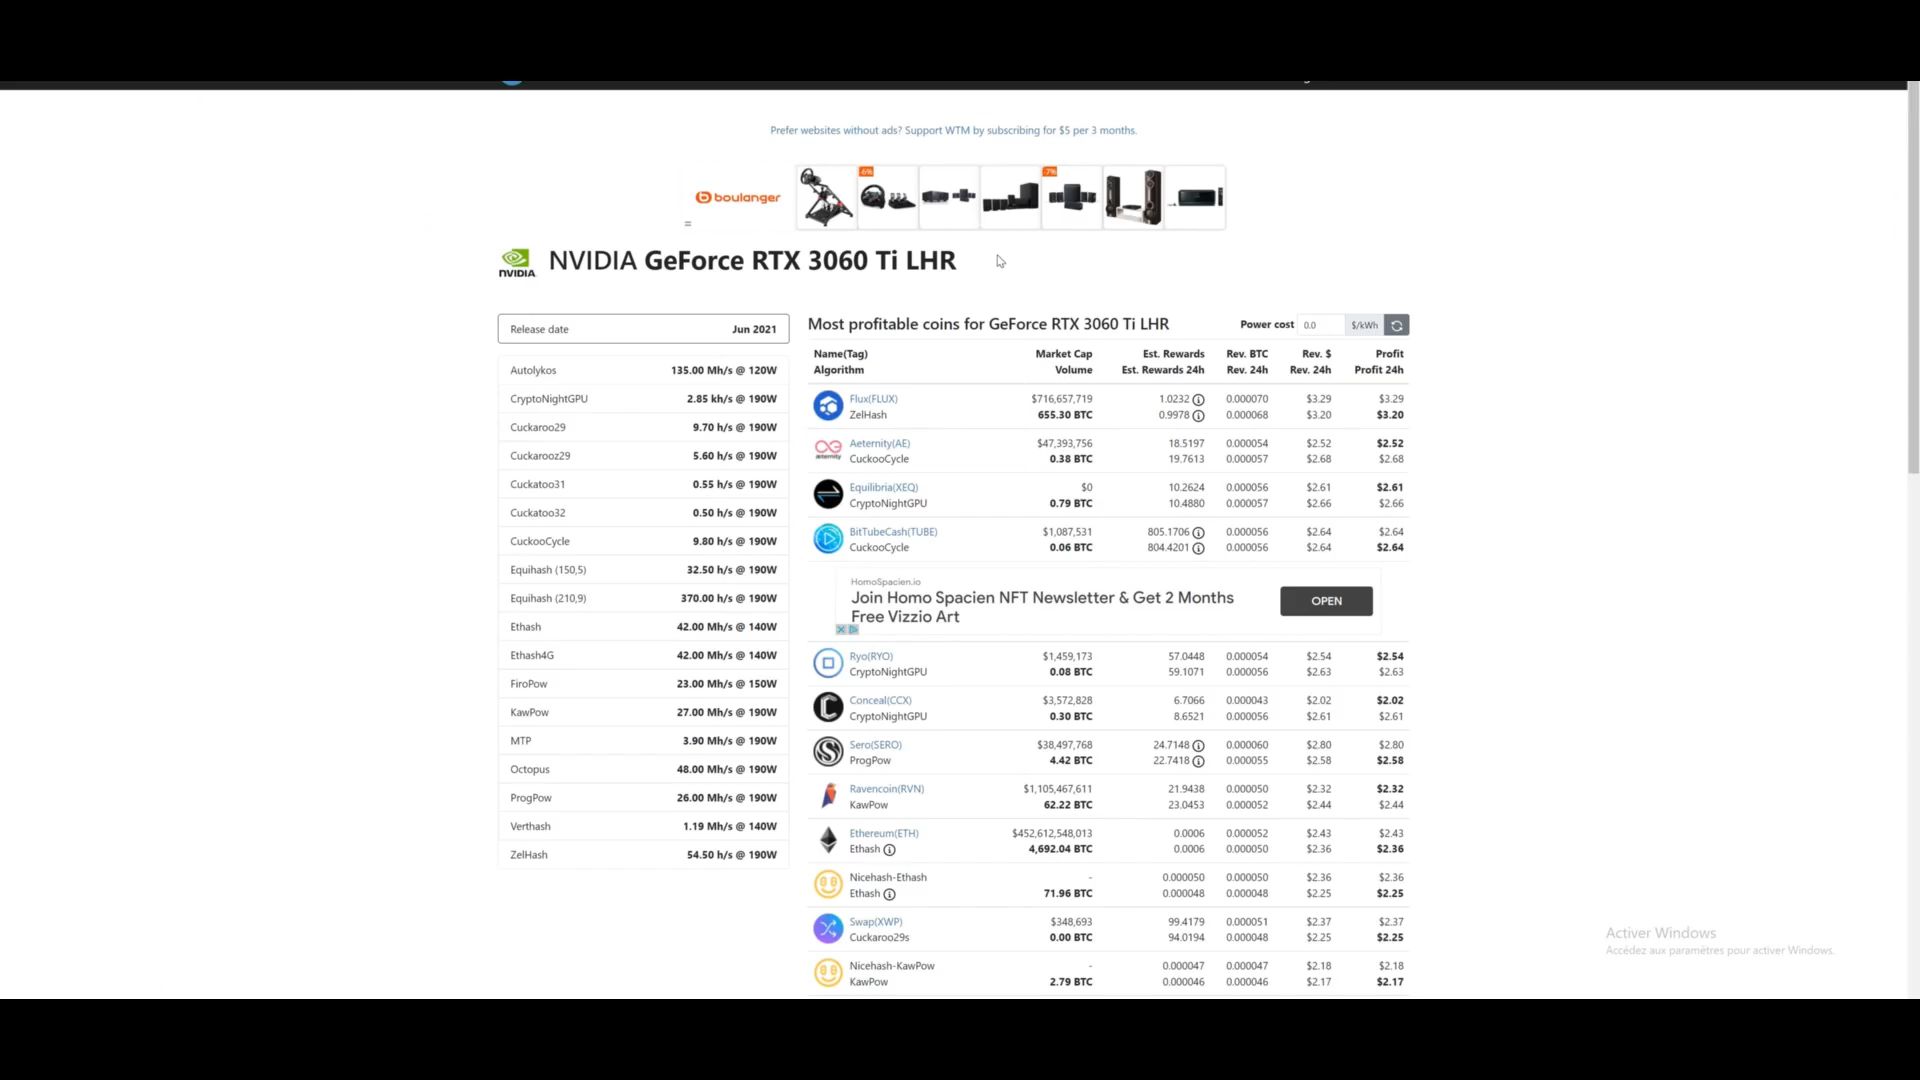 Prefer websites without ads? Support WTM by subscribing for $5 per 3 months.
boulanger
-6%
-7%
NVIDIA
NVIDIA GeForce RTX 3060 Ti LHR
Release date Jun 2021
Autolykos 135.00 Mh/s @ 120W
CryptoNightGPU 2.85 kh/s @ 190W
Cuckaroo29 9.70 h/s @ 190W
Cuckarooz29 5.60 h/s @ 190W
Cuckatoo31 0.55 h/s @ 190W
Cuckatoo32 0.50 h/s @ 190W
CuckooCycle 9.80 h/s @ 190W
Equihash (150,5) 32.50 h/s @ 190W
Equihash (210,9) 370.00 h/s @ 190W
Ethash 42.00 Mh/s @ 140W
Ethash4G 42.00 Mh/s @ 140W
FiroPow 23.00 Mh/s @ 150W
KawPow 27.00 Mh/s @ 190W
MTP 3.90 Mh/s @ 190W
Octopus 48.00 Mh/s @ 190W
ProgPow 26.00 Mh/s @ 190W
Verthash 1.19 Mh/s @ 140W
ZelHash 54.50 h/s @ 190W
Most profitable coins for GeForce RTX 3060 Ti LHR Power cost 0.0 $/kWh
Name(Tag) Market Cap Est. Rewards Rev. BTC Rev. $ Profit
Algorithm Volume Est. Rewards 24h Rev. 24h Rev. 24h Profit 24h
Flux(FLUX) $716,657,719 1.0232 0.000070 $3.29 $3.29
ZelHash 655.30 BTC 0.9978 0.000068 $3.20 $3.20
Aeternity(AE) $47,393,756 18.5197 0.000054 $2.52 $2.52
CuckooCycle 0.38 BTC 19.7613 0.000057 $2.68 $2.68
Equilibria(XEQ) $0 10.2624 0.000056 $2.61 $2.61
CryptoNightGPU 0.79 BTC 10.4880 0.000057 $2.66 $2.66
BitTubeCash(TUBE) $1,087,531 805.1706 0.000056 $2.64 $2.64
CuckooCycle 0.06 BTC 804.4201 0.000056 $2.64 $2.64
HomoSpacien.io
Join Homo Spacien NFT Newsletter & Get 2 Months
Free Vizzio Art
OPEN
Ryo(RYO) $1,459,173 57.0448 0.000054 $2.54 $2.54
CryptoNightGPU 0.08 BTC 59.1071 0.000056 $2.63 $2.63
Conceal(CCX) $3,572,828 6.7066 0.000043 $2.02 $2.02
CryptoNightGPU 0.30 BTC 8.6521 0.000056 $2.61 $2.61
Sero(SERO) $38,497,768 24.7148 0.000060 $2.80 $2.80
ProgPow 4.42 BTC 22.7418 0.000055 $2.58 $2.58
Ravencoin(RVN) $1,105,467,611 21.9438 0.000050 $2.32 $2.32
KawPow 62.22 BTC 23.0453 0.000052 $2.44 $2.44
Ethereum(ETH) $452,612,548,013 0.0006 0.000052 $2.43 $2.43
Ethash 4,692.04 BTC 0.0006 0.000050 $2.36 $2.36
Nicehash-Ethash - 0.000050 0.000050 $2.36 $2.36
Ethash 71.96 BTC 0.000048 0.000048 $2.25 $2.25
Swap(XWP) $348,693 99.4179 0.000051 $2.37 $2.37
Cuckaroo29s 0.00 BTC 94.0194 0.000048 $2.25 $2.25
Nicehash-KawPow - 0.000047 0.000047 $2.18 $2.18
KawPow 2.79 BTC 0.000046 0.000046 $2.17 $2.17
Activer Windows
Accédez aux paramètres pour activer Windows.